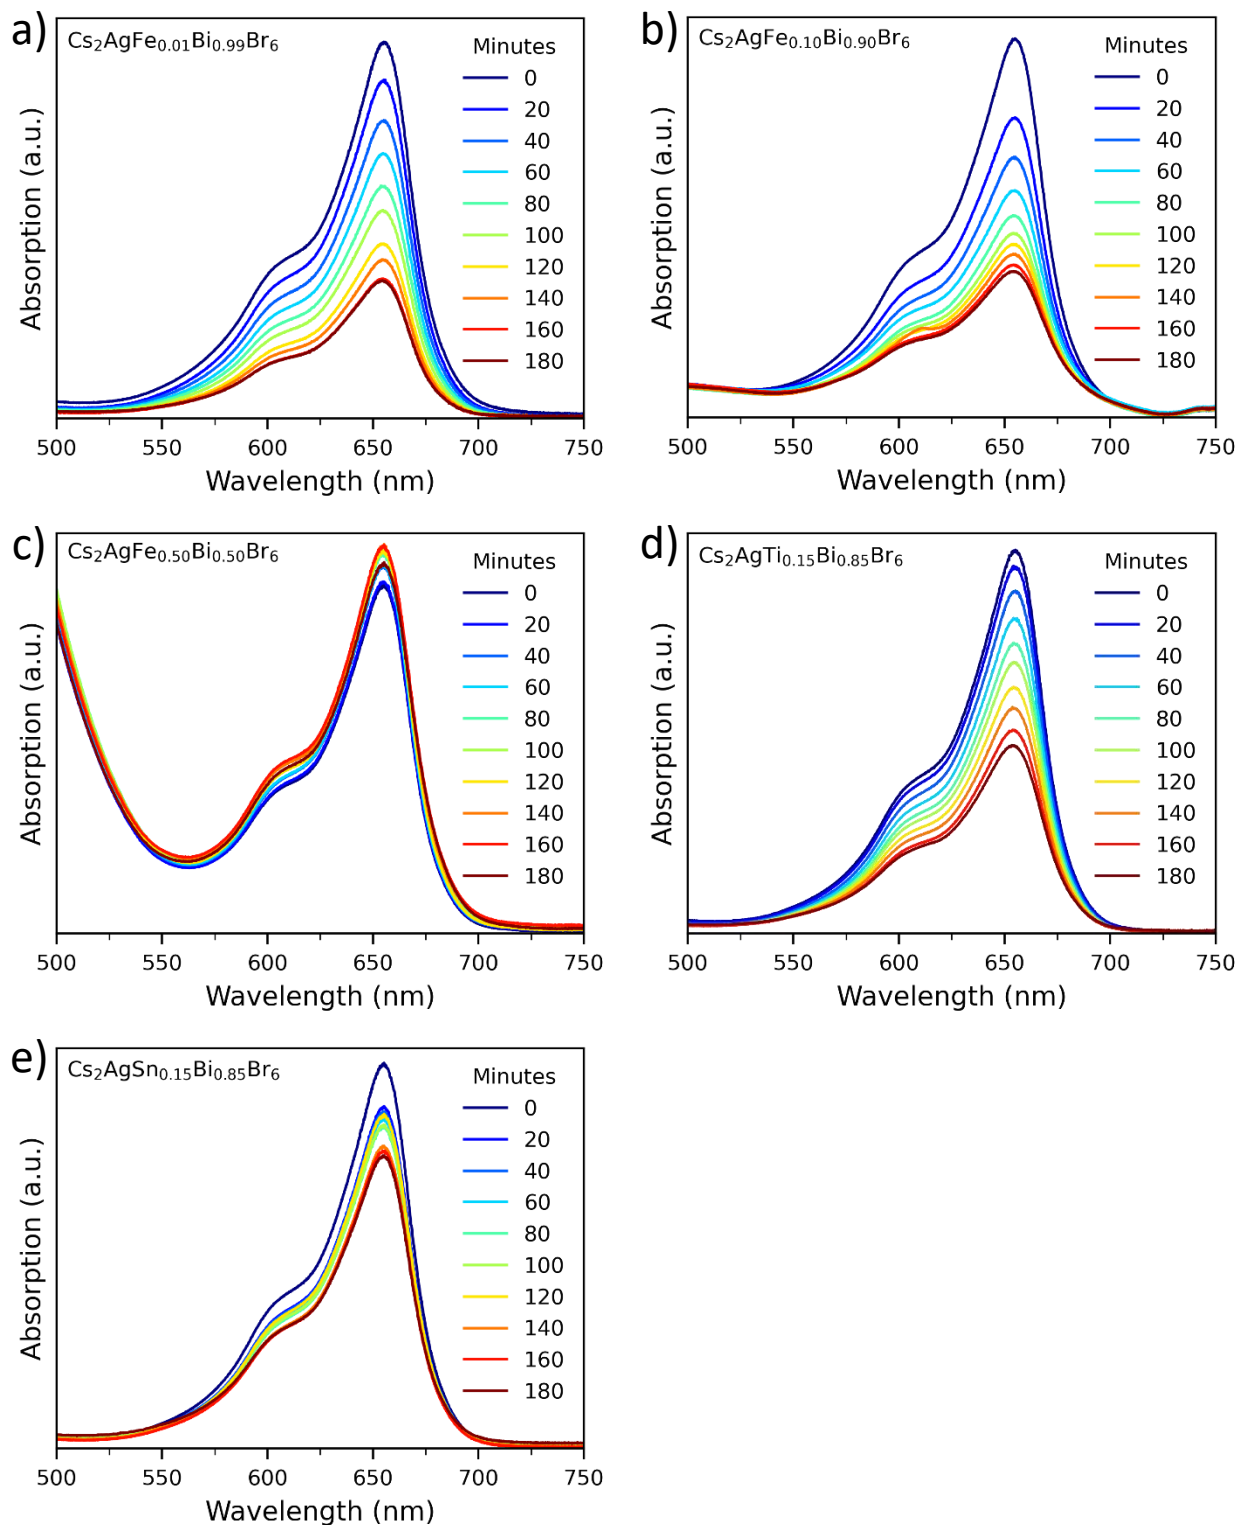 a)
Cs₂AgFe₀.₀₁Bi₀.₉₉Br₆
Minutes
0
20
40
60
80
100
120
140
160
180
Absorption (a.u.)
500 550 600 650 700 750
Wavelength (nm)
b)
Cs₂AgFe₀.₁₀Bi₀.₉₀Br₆
Minutes
0
20
40
60
80
100
120
140
160
180
Absorption (a.u.)
500 550 600 650 700 750
Wavelength (nm)
c)
Cs₂AgFe₀.₅₀Bi₀.₅₀Br₆
Minutes
0
20
40
60
80
100
120
140
160
180
Absorption (a.u.)
500 550 600 650 700 750
Wavelength (nm)
d)
Cs₂AgTi₀.₁₅Bi₀.₈₅Br₆
Minutes
0
20
40
60
80
100
120
140
160
180
Absorption (a.u.)
500 550 600 650 700 750
Wavelength (nm)
e)
Cs₂AgSn₀.₁₅Bi₀.₈₅Br₆
Minutes
0
20
40
60
80
100
120
140
160
180
Absorption (a.u.)
500 550 600 650 700 750
Wavelength (nm)